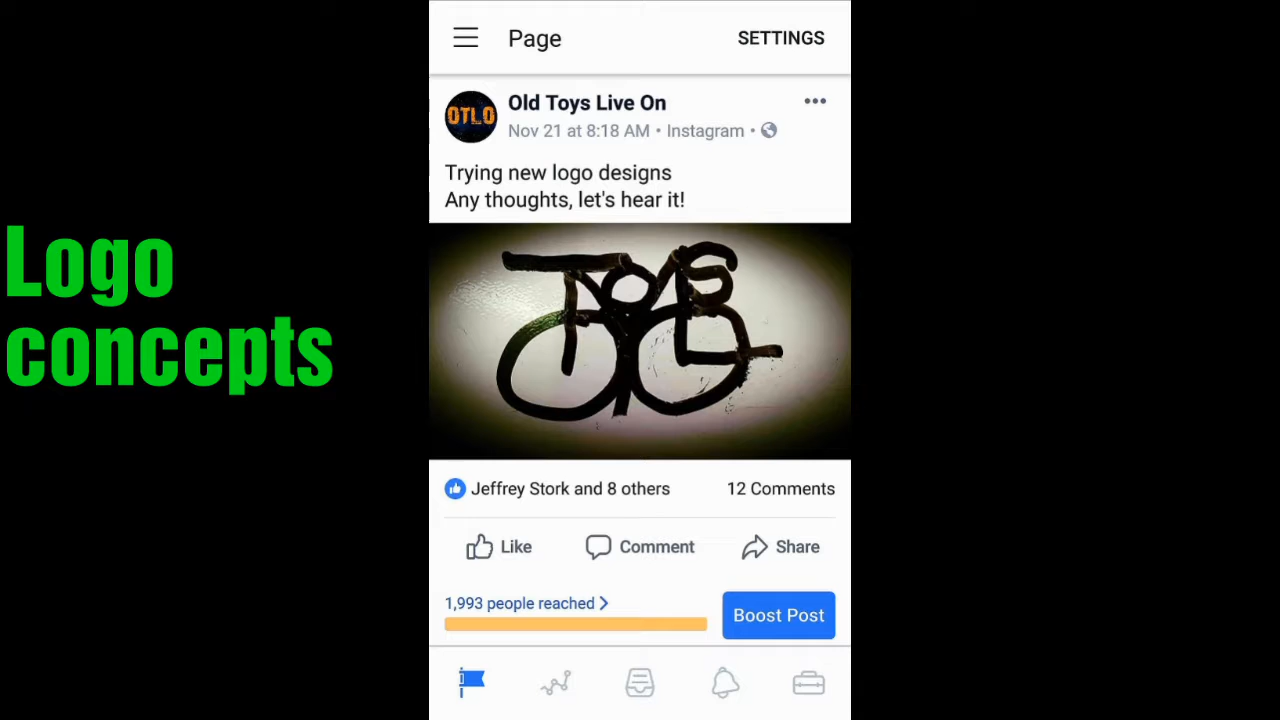 Logo
concepts
Page
SETTINGS
OTLO
Old Toys Live On
Nov 21 at 8:18 AM • Instagram •
Trying new logo designs
Any thoughts, let's hear it!
TOYS
Jeffrey Stork and 8 others
12 Comments
Like
Comment
Share
1,993 people reached
Boost Post